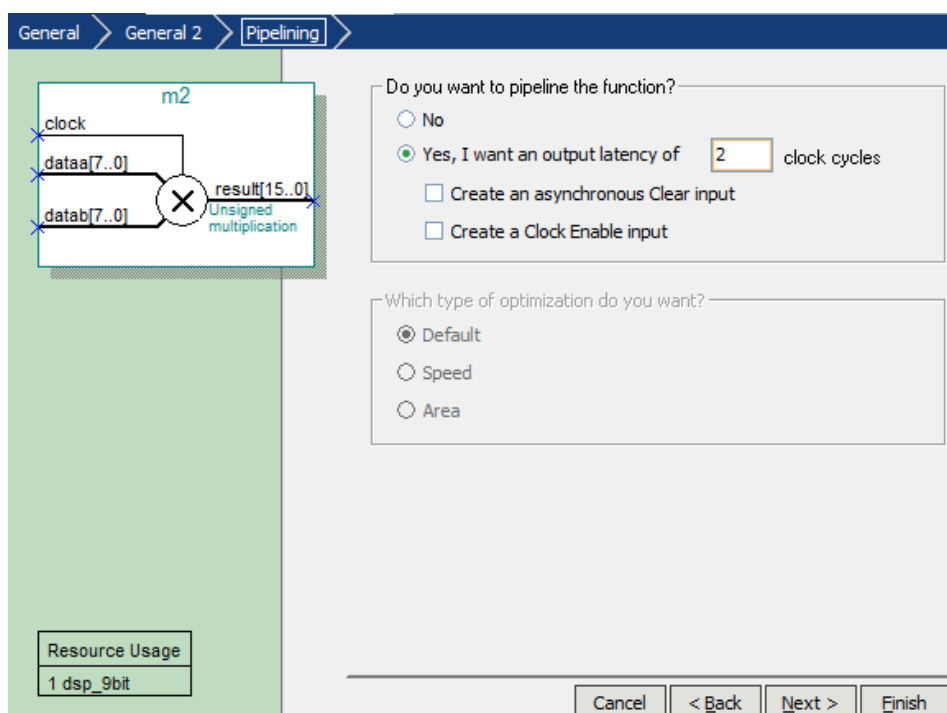 General General 2 Pipelining
m2
clock
dataa[7..0]
datab[7..0]
result[15..0]
Unsigned
multiplication
Resource Usage
1 dsp_9bit
Do you want to pipeline the function?
No
Yes, I want an output latency of 2 clock cycles
Create an asynchronous Clear input
Create a Clock Enable input
Which type of optimization do you want?
Default
Speed
Area
Cancel < Back Next > Finish